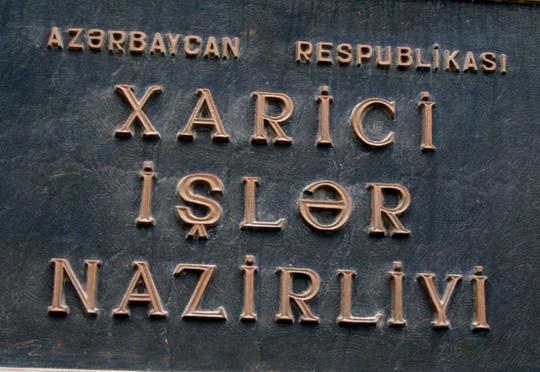 AZƏRBAYCAN RESPUBLİKASI
XARİCİ
İŞLƏR
NAZİRLİYİ